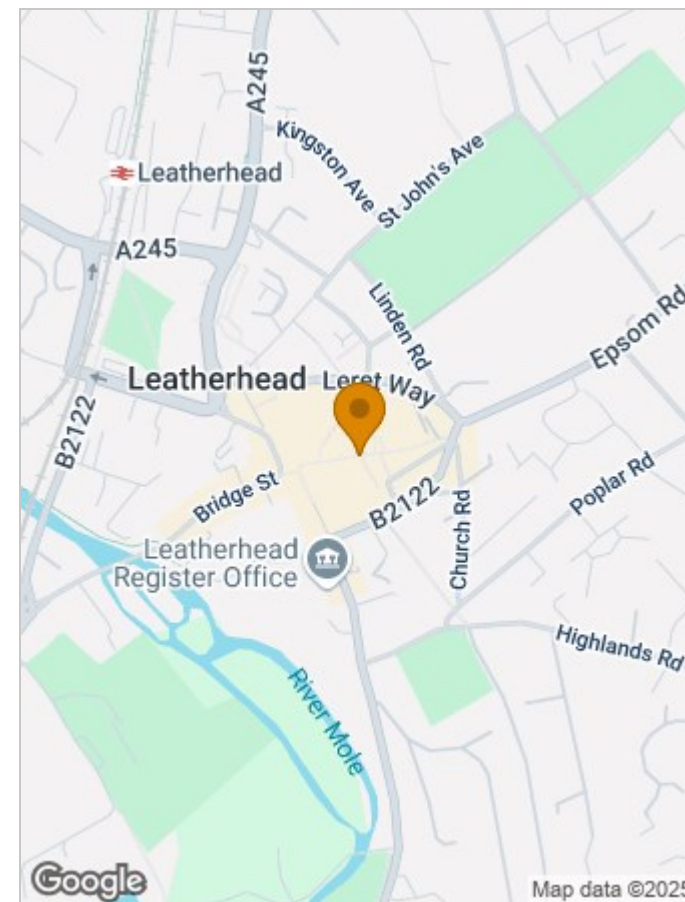 A245
Kingston Ave
St John's Ave
Leatherhead
A245
Linden Rd
Epsom Rd
Leatherhead
Leret Way
B2122
Bridge St
B2122
Church Rd
Poplar Rd
Leatherhead
Register Office
Highlands Rd
River Mole
Google
Map data ©2025